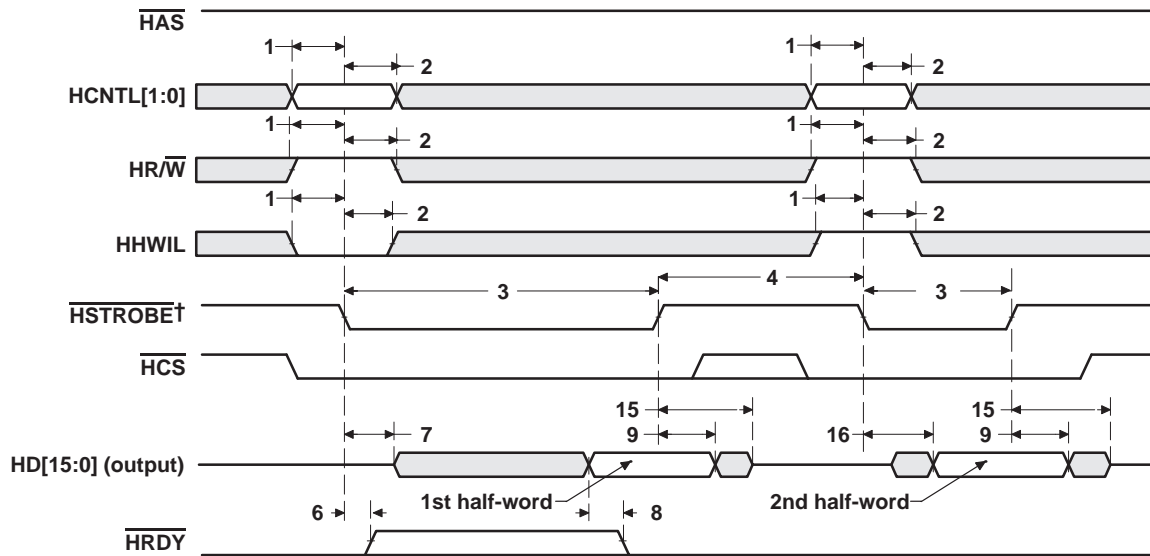 HAS
1
1
2
2
HCNTL[1:0]
1
1
2
2
HR/W
1
1
2
2
HHWIL
4
3
3
HSTROBE†
HCS
15
15
7
9
16
9
HD[15:0] (output)
1st half-word
2nd half-word
6
8
HRDY